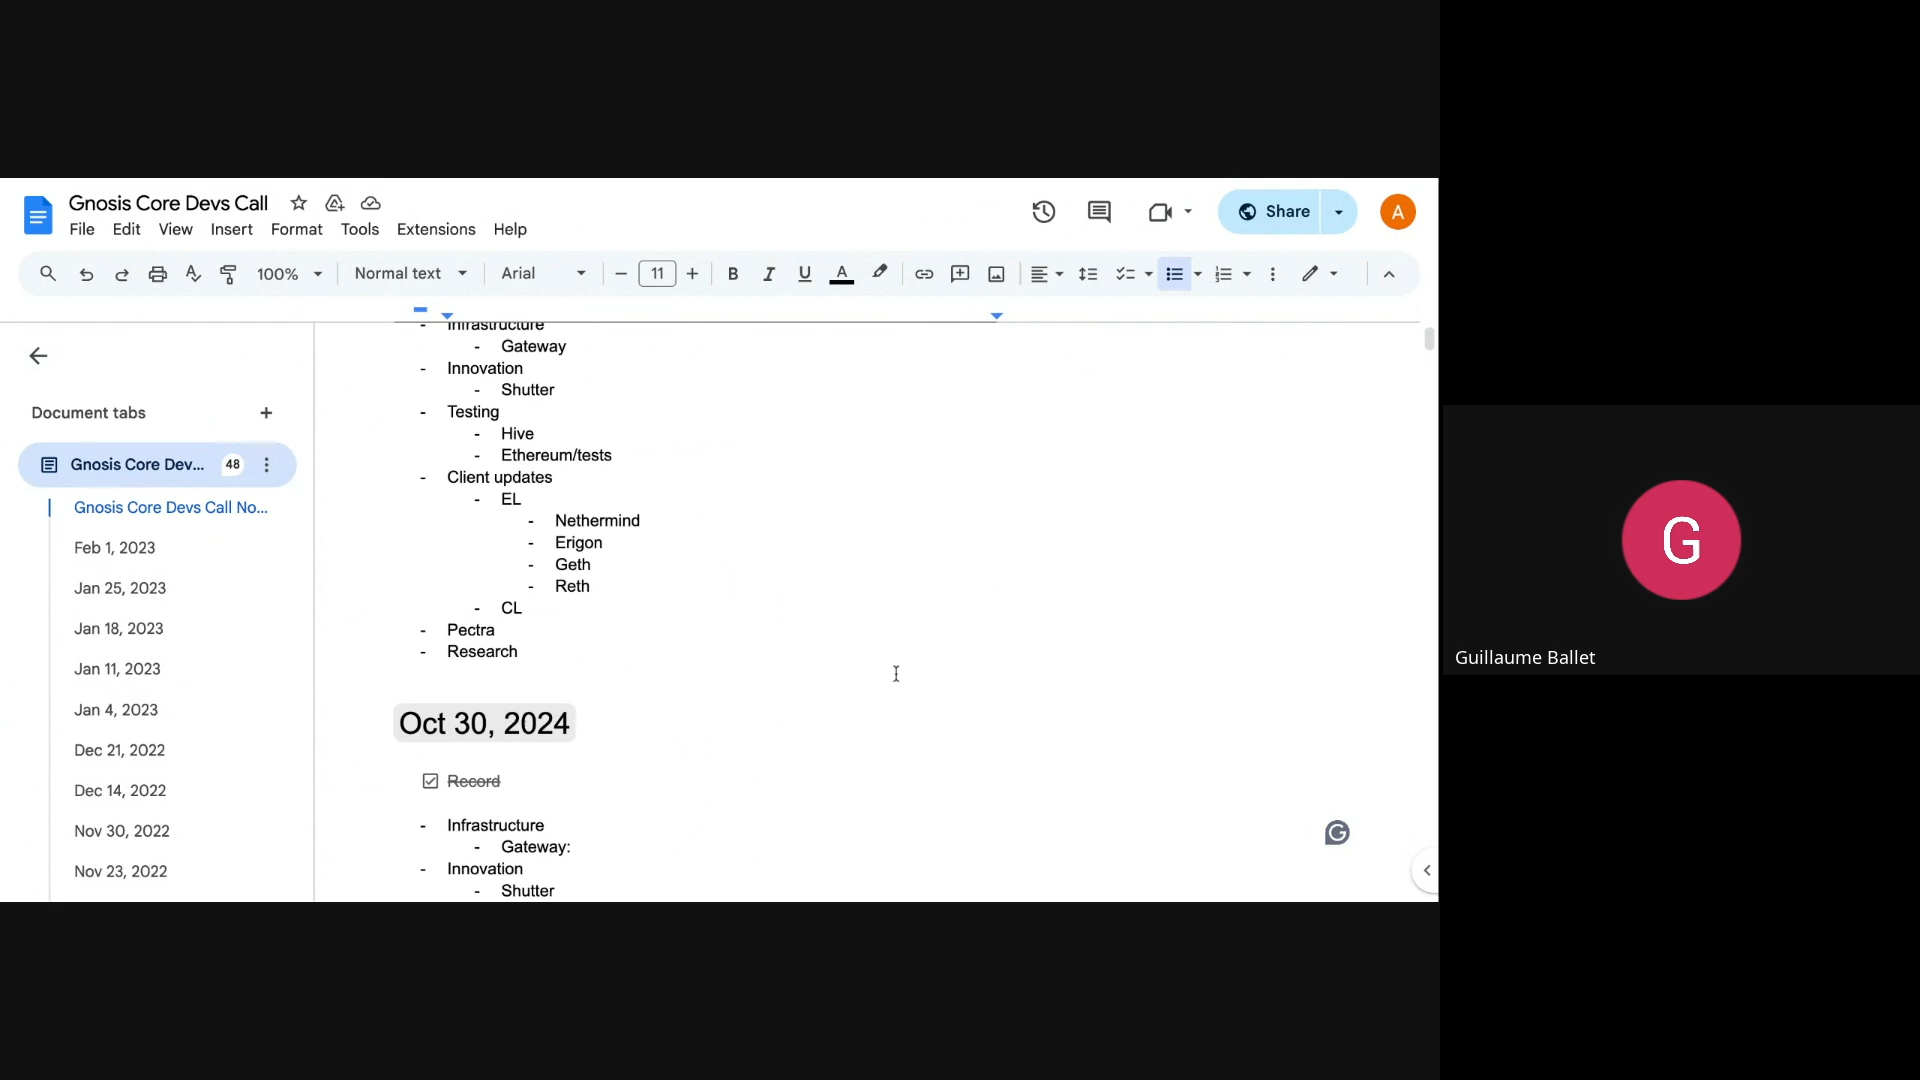 Gnosis Core Devs Call
File Edit View Insert Format Tools Extensions Help
Share
A
100% Normal text Arial 11 B I U A
Document tabs
Gnosis Core Dev... 48
Gnosis Core Devs Call No...
Feb 1, 2023
Jan 25, 2023
Jan 18, 2023
Jan 11, 2023
Jan 4, 2023
Dec 21, 2022
Dec 14, 2022
Nov 30, 2022
Nov 23, 2022
- Infrastructure
- Gateway
- Innovation
- Shutter
- Testing
- Hive
- Ethereum/tests
- Client updates
- EL
- Nethermind
- Erigon
- Geth
- Reth
- CL
- Pectra
- Research
Oct 30, 2024
Record
- Infrastructure
- Gateway:
- Innovation
- Shutter
G
G
Guillaume Ballet